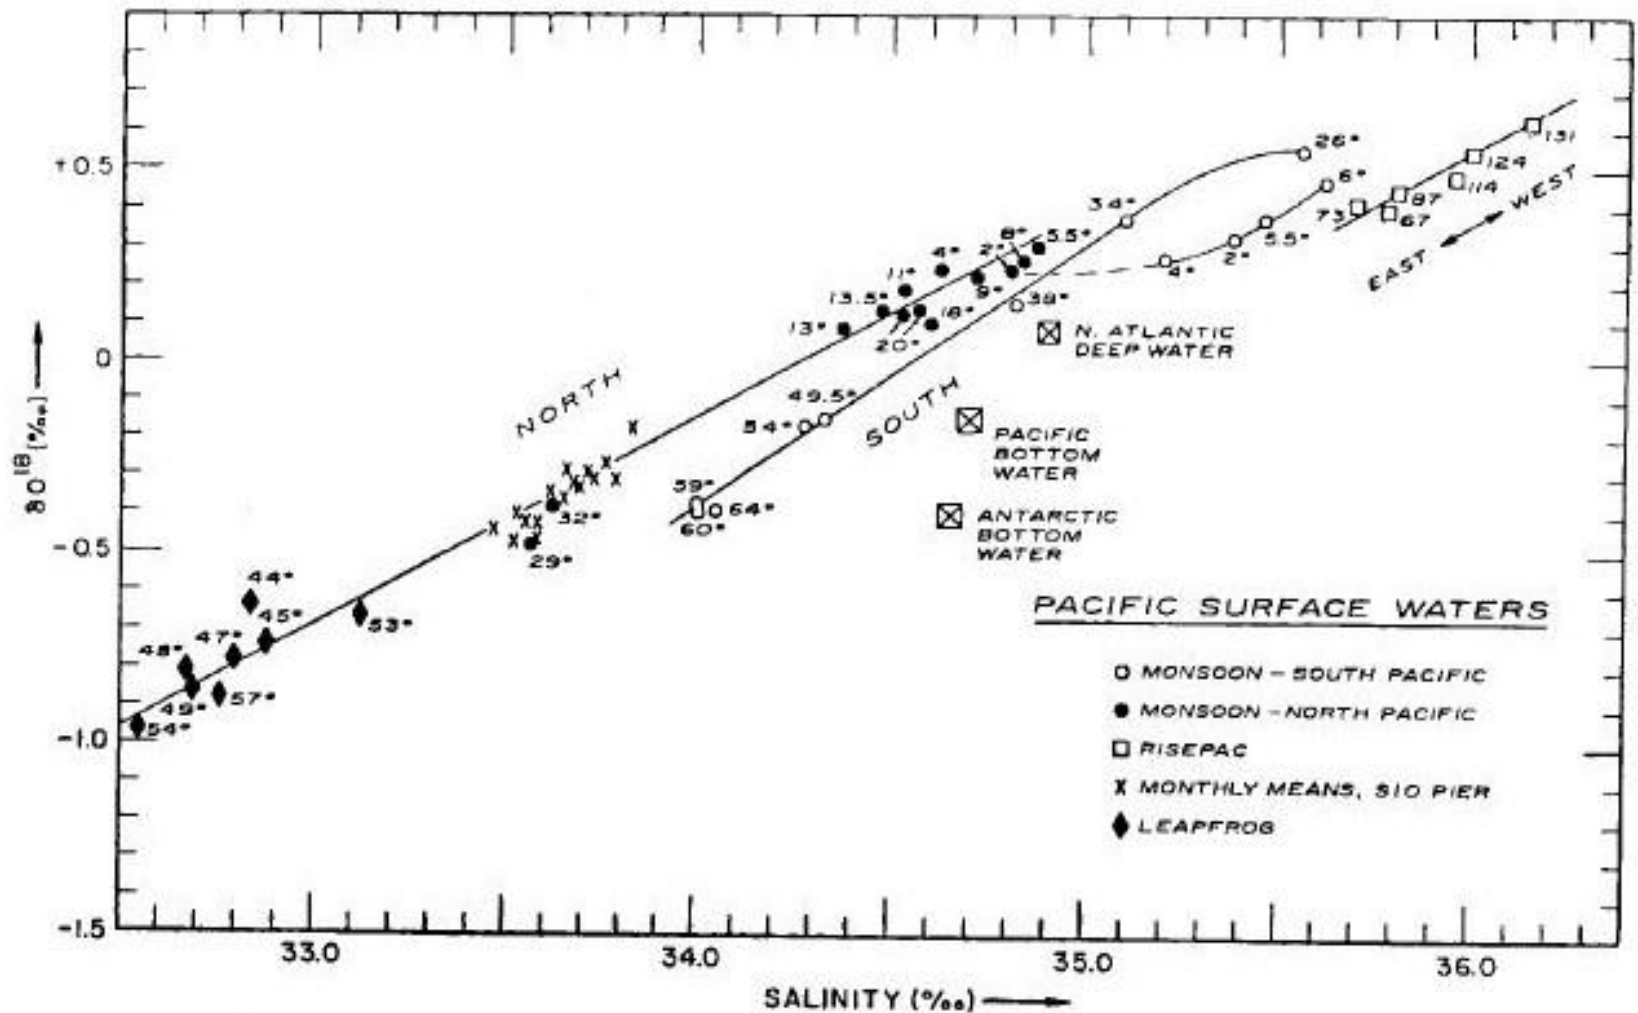 +0.5
0
-0.5
-1.0
-1.5
δO18 (‰)
33.0
34.0
35.0
36.0
SALINITY (‰)
NORTH
SOUTH
EAST
WEST
26°
6°
131
124
114
87
67
73
5.5°
2°
4°
34°
38°
8°
5.5°
2°
4°
9°
11°
18°
13.5°
20°
13°
49.5°
54°
59°
60°
64°
32°
29°
53°
44°
45°
47°
48°
49°
57°
54°
N. ATLANTIC
DEEP WATER
PACIFIC
BOTTOM
WATER
ANTARCTIC
BOTTOM
WATER
PACIFIC SURFACE WATERS
MONSOON - SOUTH PACIFIC
MONSOON - NORTH PACIFIC
RISEPAC
MONTHLY MEANS, SIO PIER
LEAPFROG